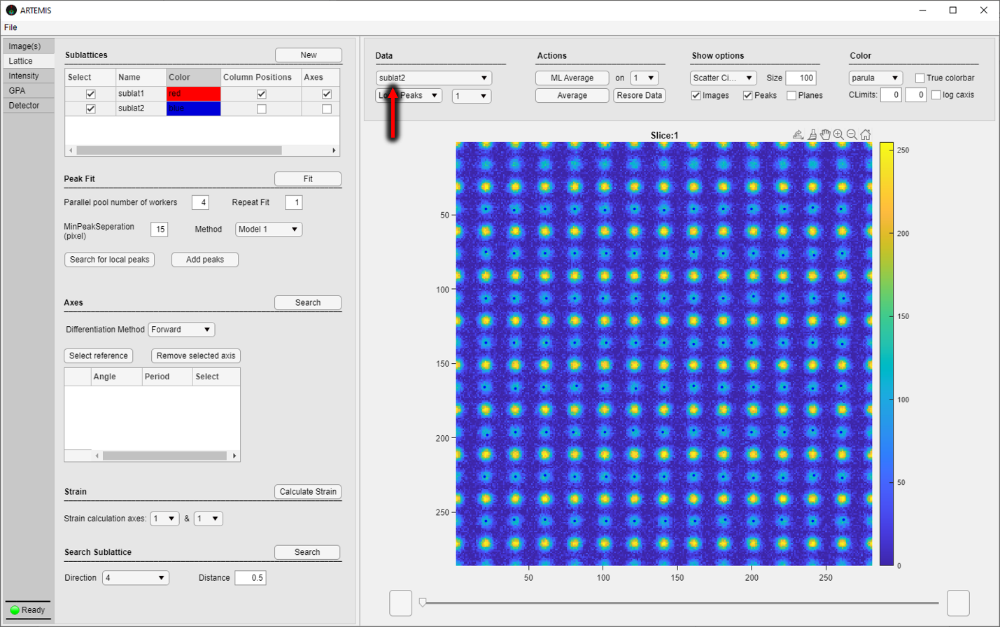 ARTEMIS
File
Image(s)
Lattice
Intensity
GPA
Detector
Ready
Sublattices
New
Select Name Color Column Positions Axes
sublat1 red
sublat2 blue
Peak Fit
Fit
Parallel pool number of workers 4 Repeat Fit 1
MinPeakSeperation
(pixel)
15 Method Model 1
Search for local peaks Add peaks
Axes
Search
Differentiation Method Forward
Select reference Remove selected axis
Angle Period Select
Strain
Calculate Strain
Strain calculation axes: 1 & 1
Search Sublattice
Search
Direction 4 Distance 0.5
Data Actions Show options Color
sublat2 ML Average on 1 Scatter Ci... Size 100 parula True colorbar
Peaks 1 Average Resore Data Images Peaks Planes CLimits: 0 0 log caxis
Slice:1
50
100
150
200
250
50 100 150 200 250
250
200
150
100
50
0